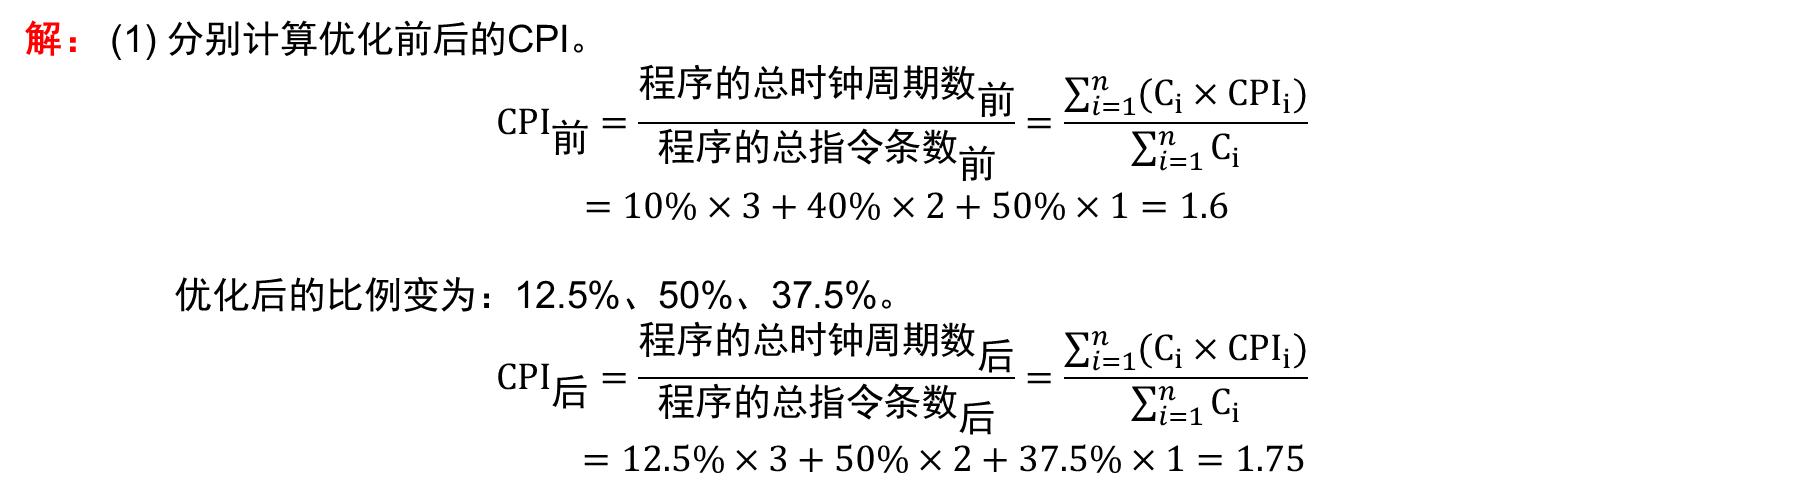 解： (1) 分别计算优化前后的CPI。
CPI前 = 程序的总时钟周期数前 / 程序的总指令条数前 = ∑ⁿᵢ₌₁(Cᵢ × CPIᵢ) / ∑ⁿᵢ₌₁ Cᵢ
= 10% × 3 + 40% × 2 + 50% × 1 = 1.6
优化后的比例变为：12.5%、50%、37.5%。
CPI后 = 程序的总时钟周期数后 / 程序的总指令条数后 = ∑ⁿᵢ₌₁(Cᵢ × CPIᵢ) / ∑ⁿᵢ₌₁ Cᵢ
= 12.5% × 3 + 50% × 2 + 37.5% × 1 = 1.75